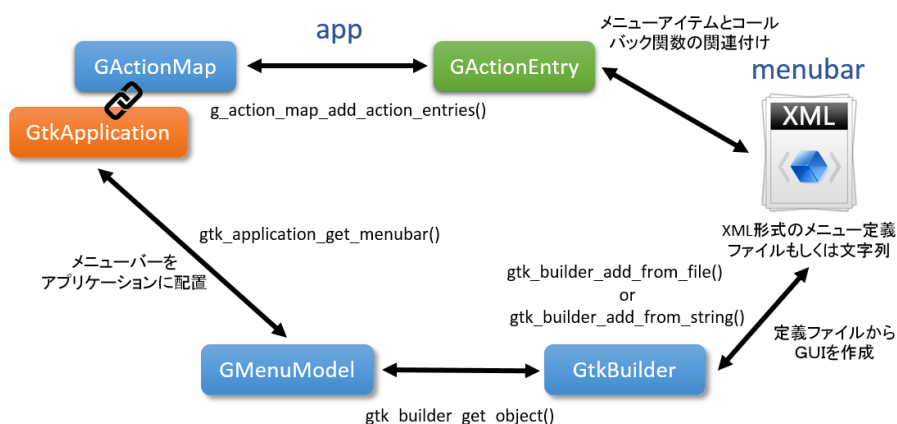 app
メニューアイテムとコール
バック関数の関連付け
GActionMap
GActionEntry
menubar
g_action_map_add_action_entries()
XML
GtkApplication
gtk_application_get_menubar()
XML形式のメニュー定義
ファイルもしくは文字列
メニューバーを
アプリケーションに配置
gtk_builder_add_from_file()
or
gtk_builder_add_from_string()
定義ファイルから
GUIを作成
GMenuModel
GtkBuilder
gtk_builder_get_object()